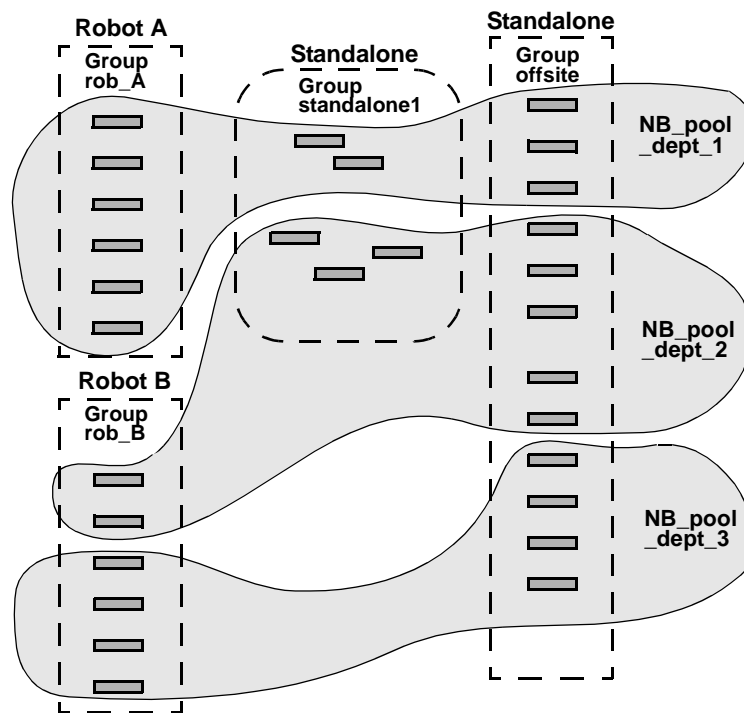 Robot A
Group
rob_A
Standalone
Group
standalone1
Standalone
Group
offsite
NB_pool
_dept_1
NB_pool
_dept_2
Robot B
Group
rob_B
NB_pool
_dept_3